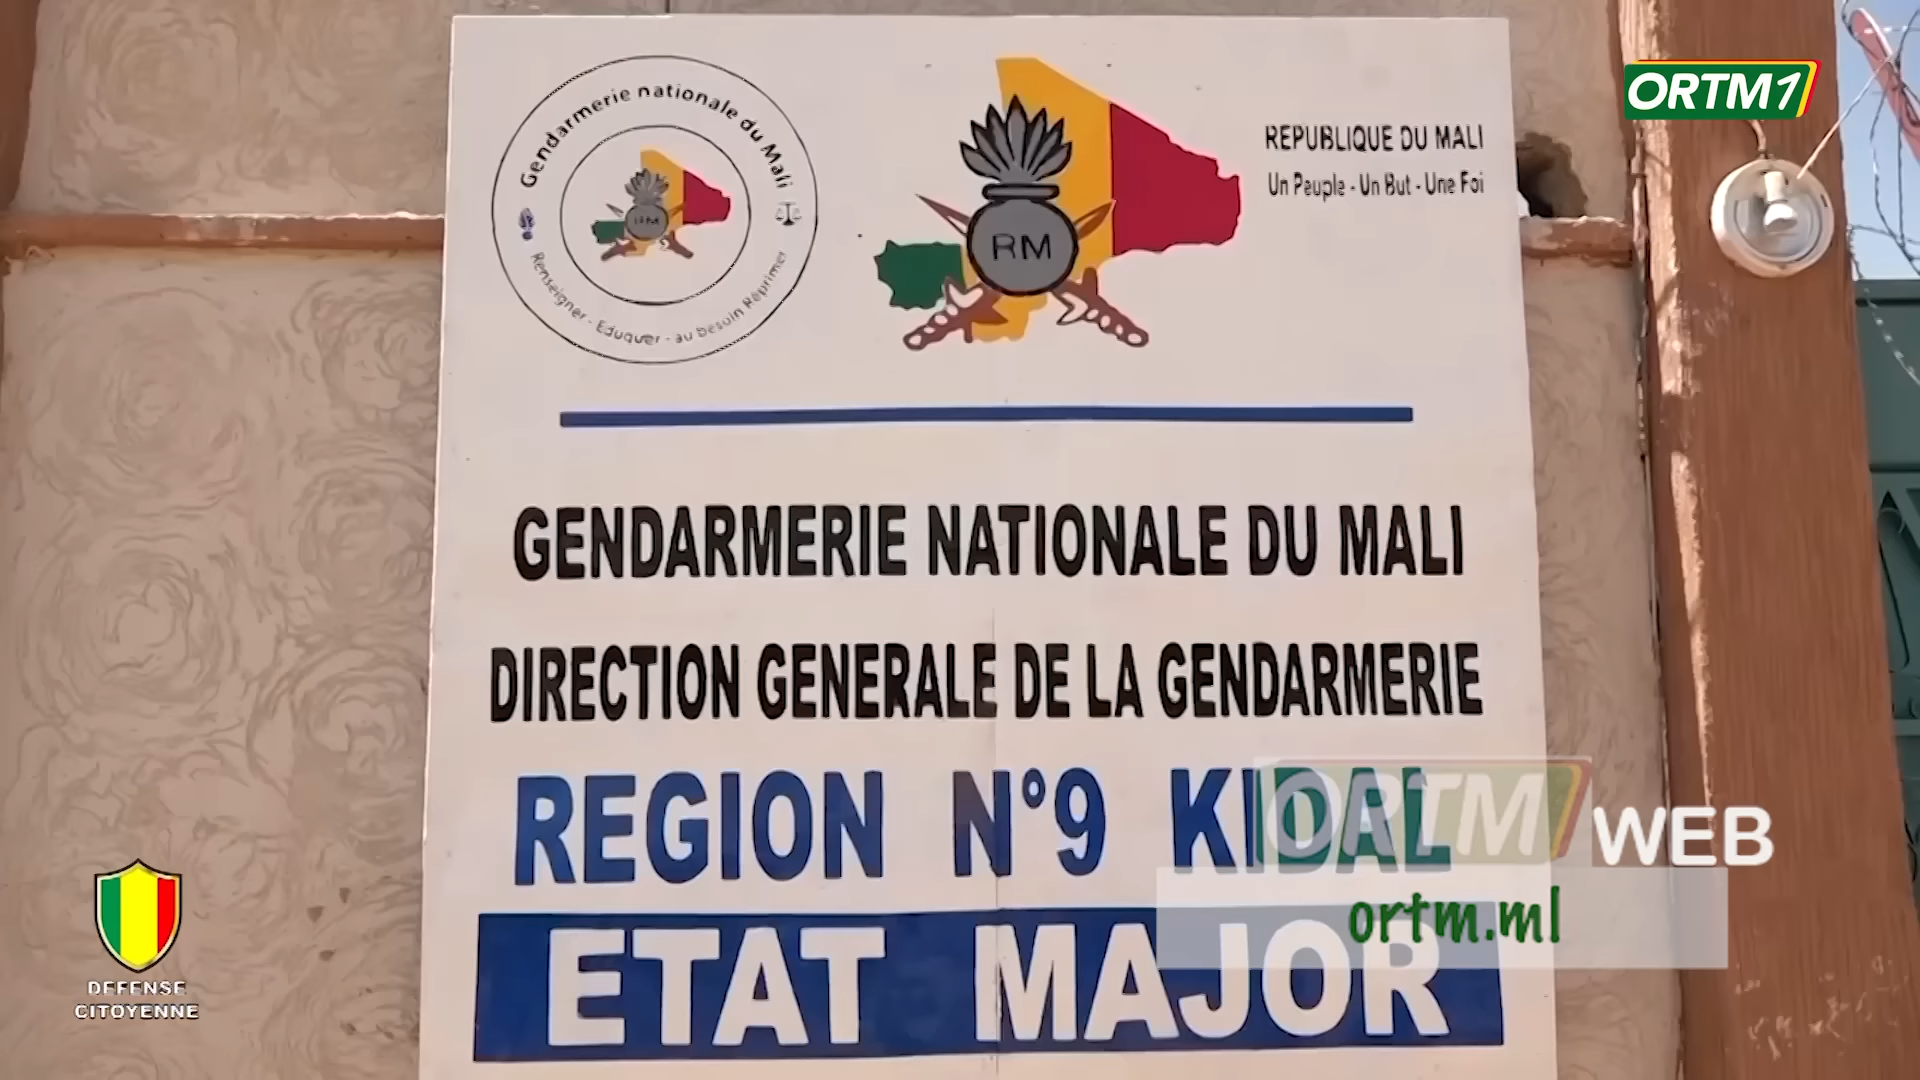 ORTM1
Gendarmerie nationale du Mali
RM
Renseigner - Eduquer - au besoin Réprimer
RM
REPUBLIQUE DU MALI
Un Peuple - Un But - Une Foi
GENDARMERIE NATIONALE DU MALI
DIRECTION GENERALE DE LA GENDARMERIE
REGION N°9 KIDAL
ETAT MAJOR
ORTM WEB
ortm.ml
DEFENSE
CITOYENNE